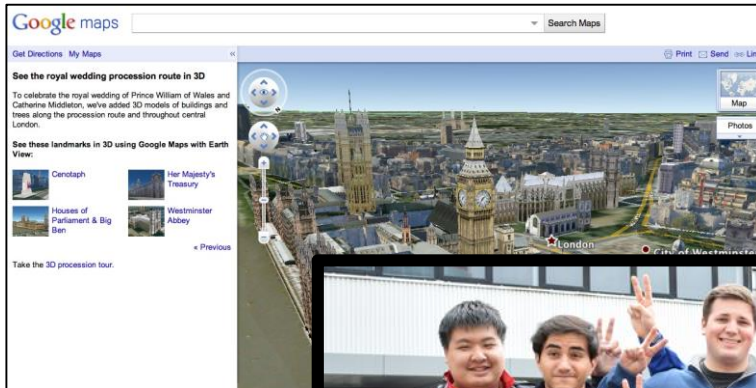 Google maps
Search Maps
Get Directions My Maps «
Print Send
See the royal wedding procession route in 3D
To celebrate the royal wedding of Prince William of Wales and
Catherine Middleton, we've added 3D models of buildings and
trees along the procession route and throughout central
London.
See these landmarks in 3D using Google Maps with Earth
View:
Cenotaph
Her Majesty's
Treasury
Houses of
Parliament & Big
Ben
Westminster
Abbey
« Previous
Take the 3D procession tour.
Map
Photos
London
City of Westminster